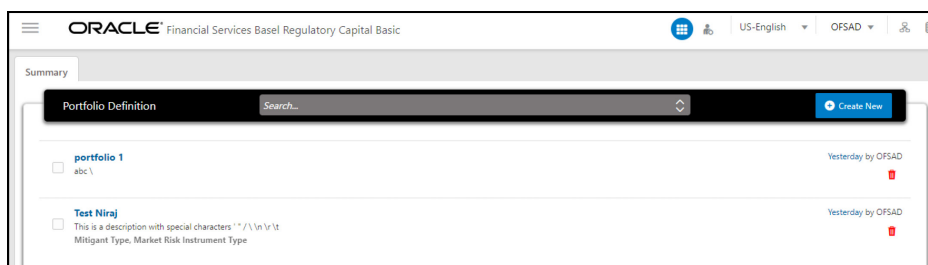 ORACLE® Financial Services Basel Regulatory Capital Basic
US-English
OFSAD
Summary
Portfolio Definition
Search...
Create New
portfolio 1
Yesterday by OFSAD
abc \
Test Niraj
Yesterday by OFSAD
This is a description with special characters ' " / \ \n \r \t
Mitigant Type, Market Risk Instrument Type